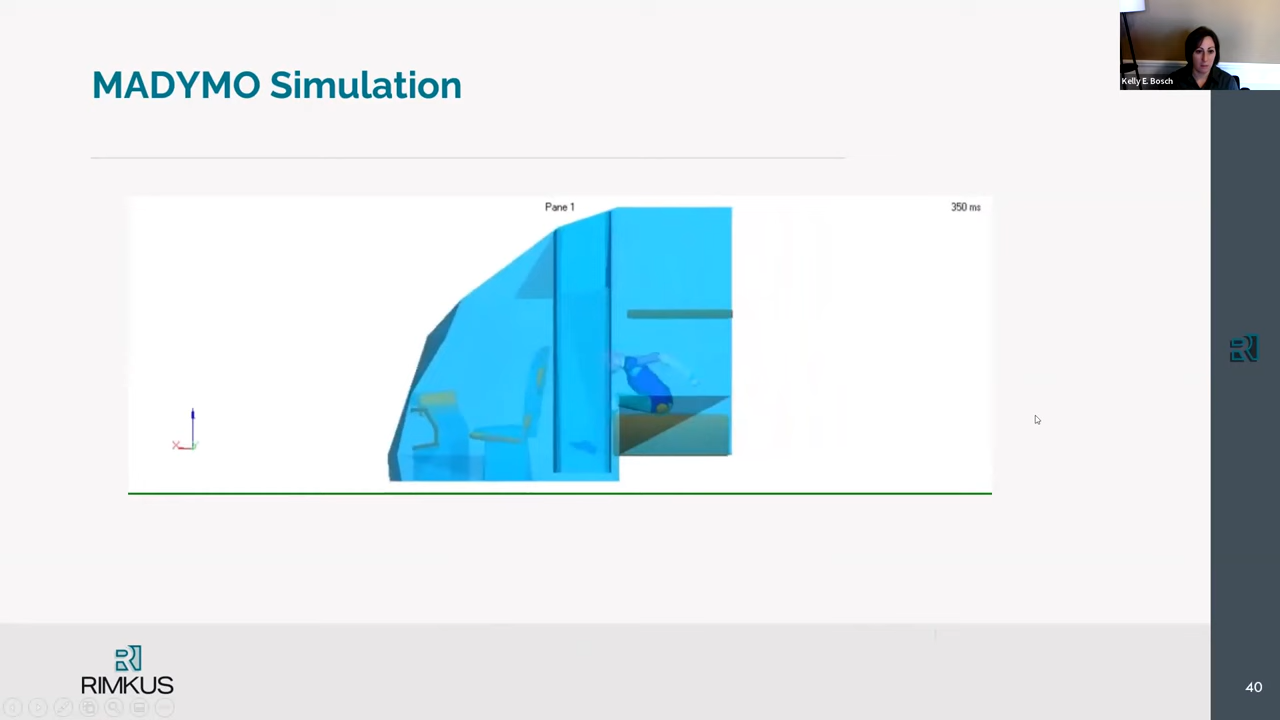 MADYMO Simulation
Kelly E. Bosch
Pane 1
350 ms
X
Y
RIMKUS
40